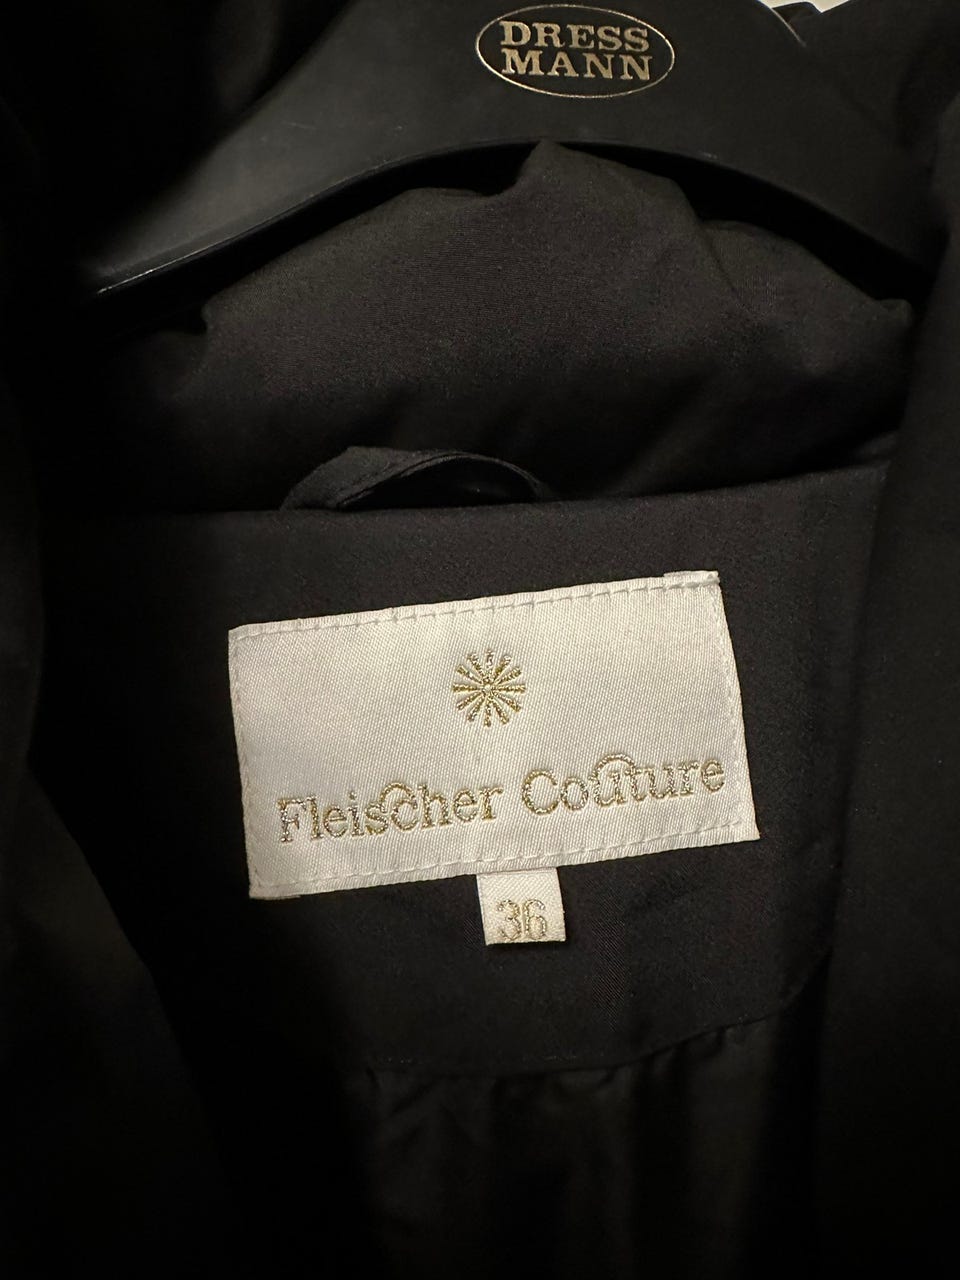 DRESS
MANN
Fleischer Couture
36